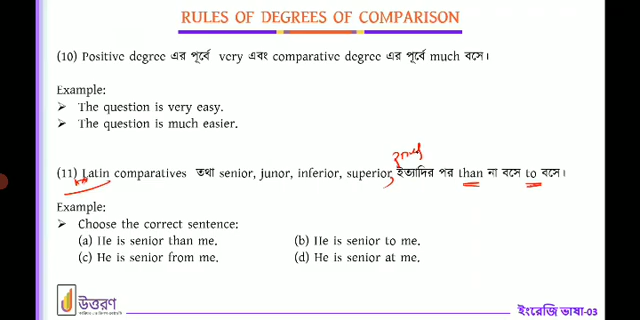 RULES OF DEGREES OF COMPARISON
(10) Positive degree এর পূর্বে very এবং comparative degree এর পূর্বে much বসে।
Example:
➢ The question is very easy.
➢ The question is much easier.
(11) Latin comparatives তথা senior, junor, inferior, superior, ইত্যাদির পর than না বসে to বসে।
Example:
➢ Choose the correct sentence:
(a) He is senior than me. (b) He is senior to me.
(c) He is senior from me. (d) He is senior at me.
উত্তরণ
ইংরেজি ভাষা-03